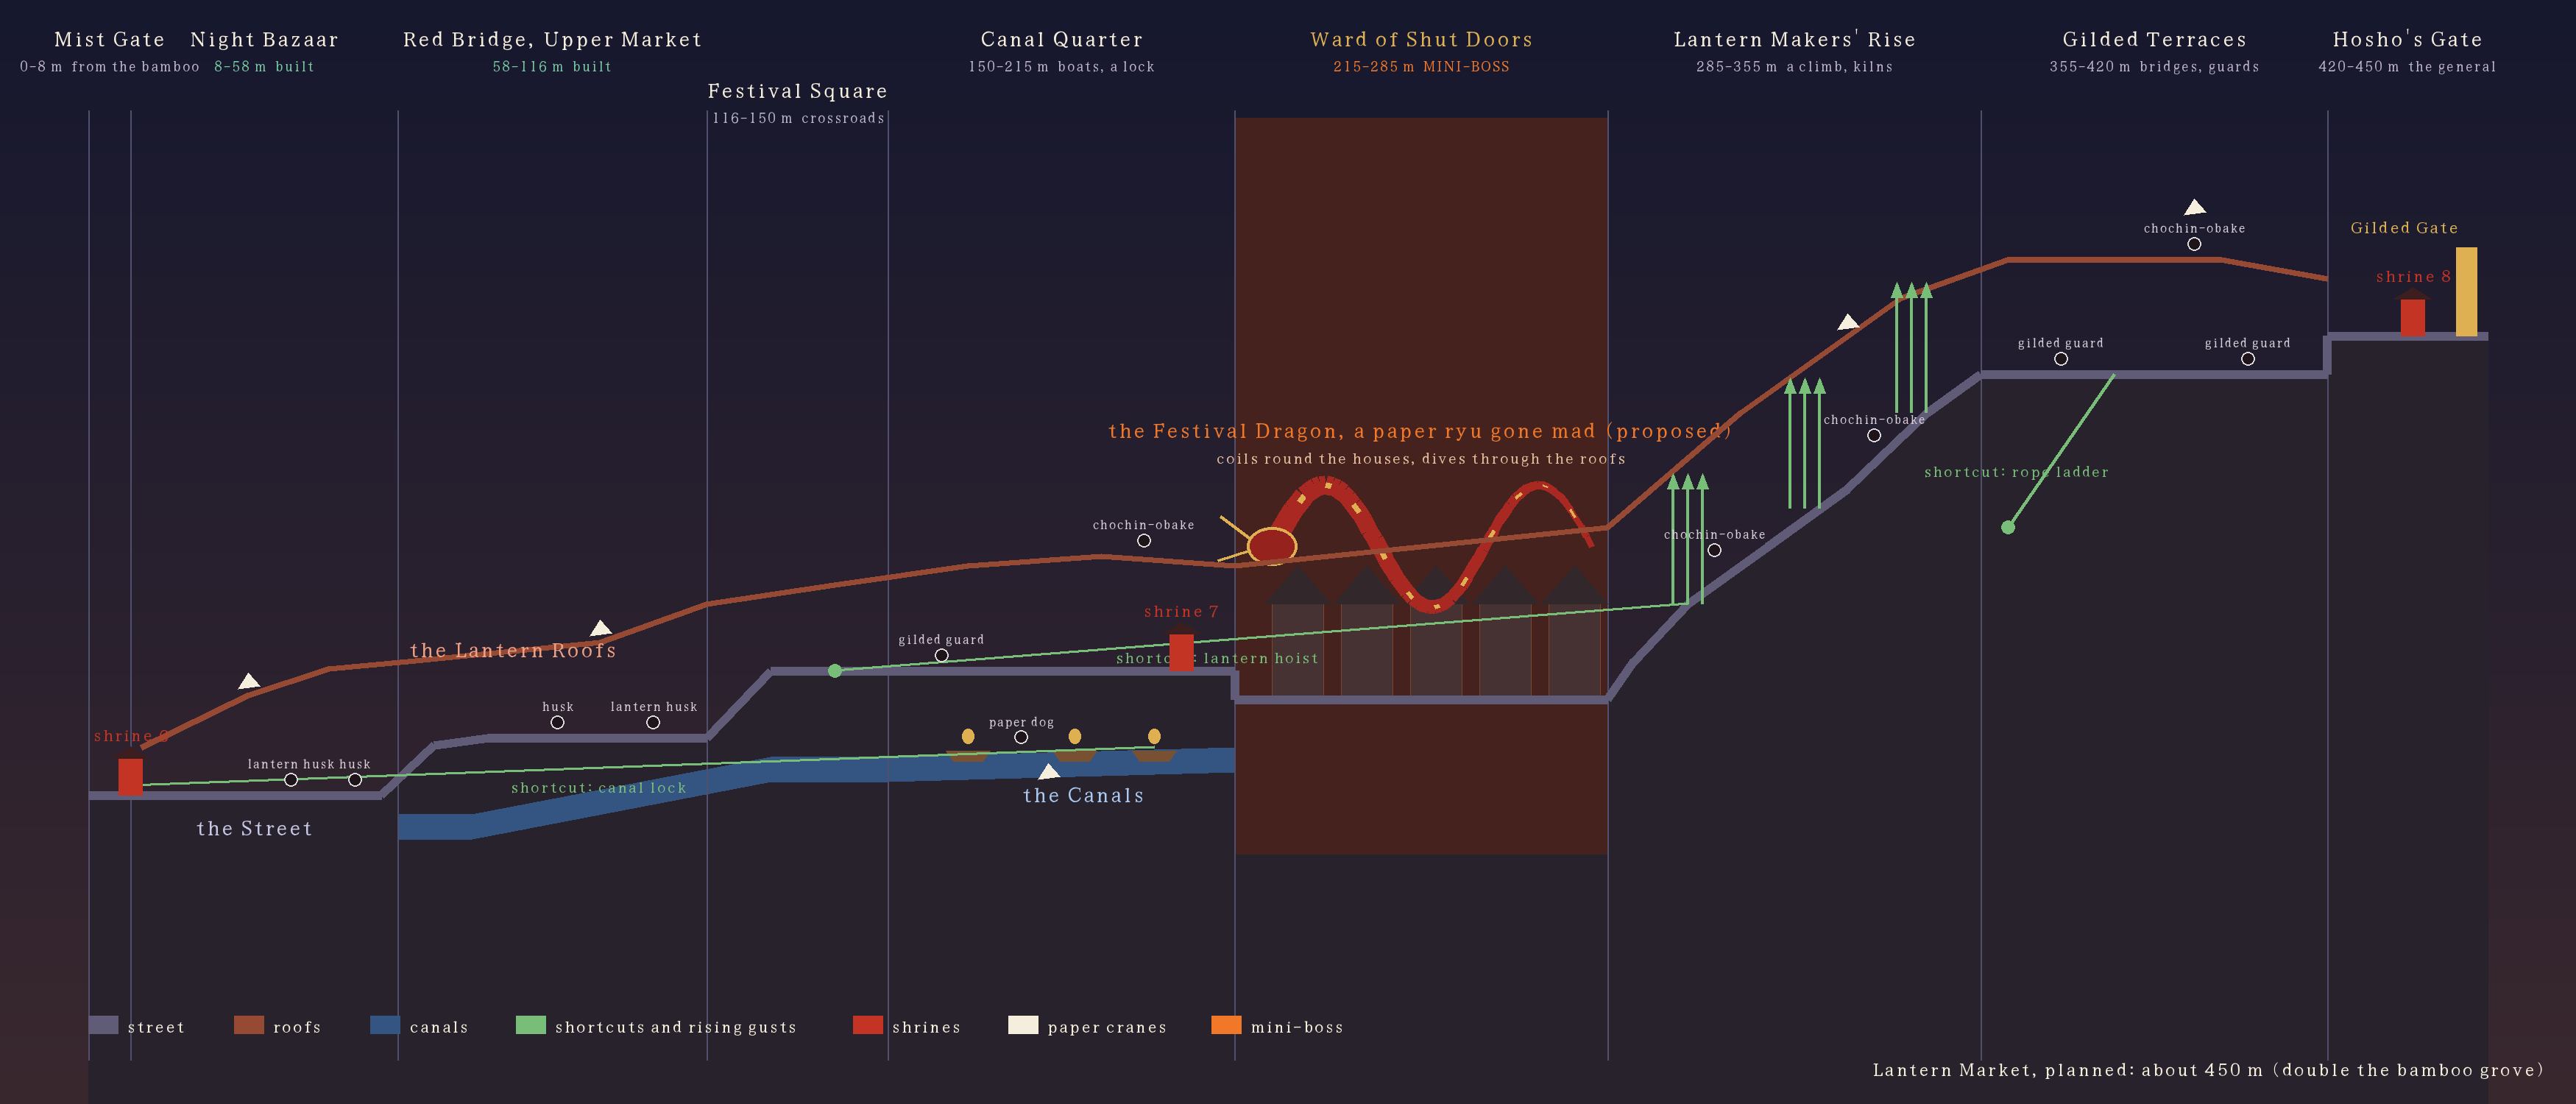 Mist Gate
0–8 m from the bamboo
Night Bazaar
8–58 m built
Red Bridge, Upper Market
58–116 m built
Festival Square
116–150 m crossroads
Canal Quarter
150–215 m boats, a lock
Ward of Shut Doors
215–285 m MINI-BOSS
Lantern Makers' Rise
285–355 m a climb, kilns
Gilded Terraces
355–420 m bridges, guards
Hosho's Gate
420–450 m the general
chochin-obake
Gilded Gate
shrine 8
gilded guard
gilded guard
chochin-obake
the Festival Dragon, a paper ryu gone mad (proposed)
coils round the houses, dives through the roofs
shortcut: rope ladder
chochin-obake
chochin-obake
shrine 7
gilded guard
shortcut: lantern hoist
the Lantern Roofs
husk
lantern husk
paper dog
shrine 6
lantern husk
husk
shortcut: canal lock
the Canals
the Street
street
roofs
canals
shortcuts and rising gusts
shrines
paper cranes
mini-boss
Lantern Market, planned: about 450 m (double the bamboo grove)